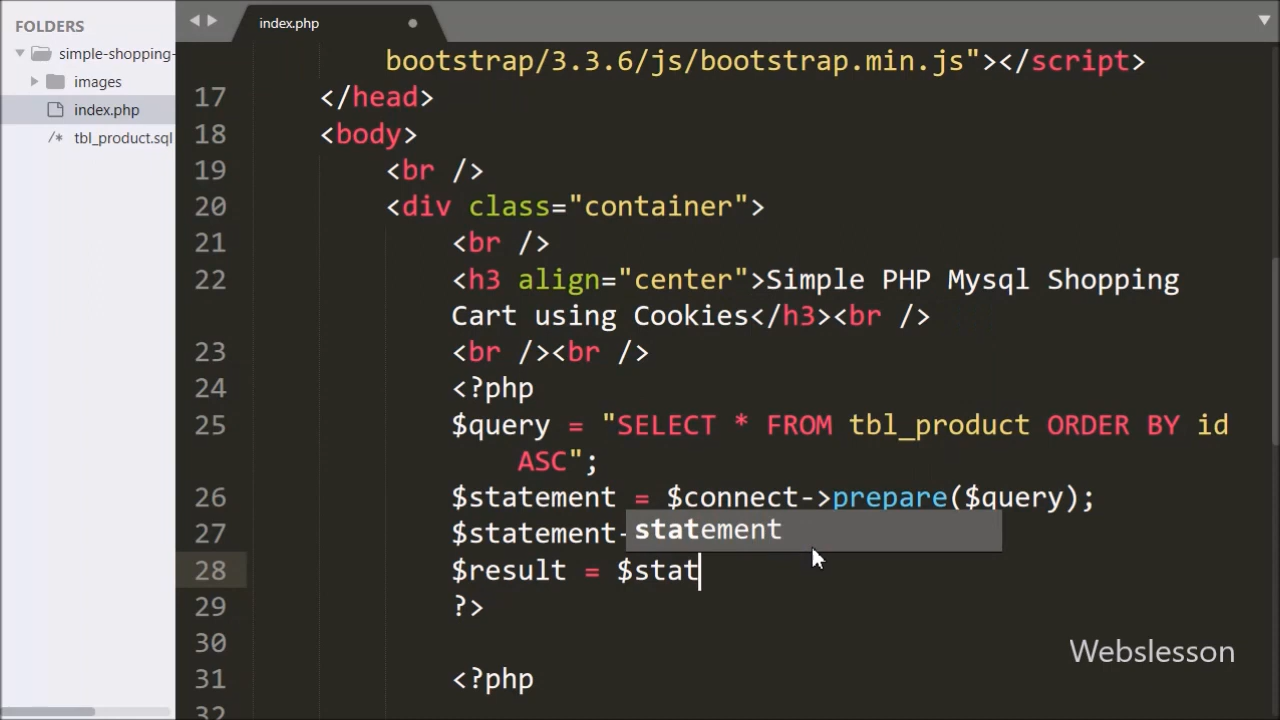 FOLDERS
simple-shopping-
images
index.php
/* tbl_product.sql
index.php
bootstrap/3.3.6/js/bootstrap.min.js"></script>
17 </head>
18 <body>
19 <br />
20 <div class="container">
21 <br />
22 <h3 align="center">Simple PHP Mysql Shopping
Cart using Cookies</h3><br />
23 <br /><br />
24 <?php
25 $query = "SELECT * FROM tbl_product ORDER BY id
ASC";
26 $statement = $connect->prepare($query);
27 $statement-
statement
28 $result = $stat
29 ?>
30
31 <?php
32
Webslesson